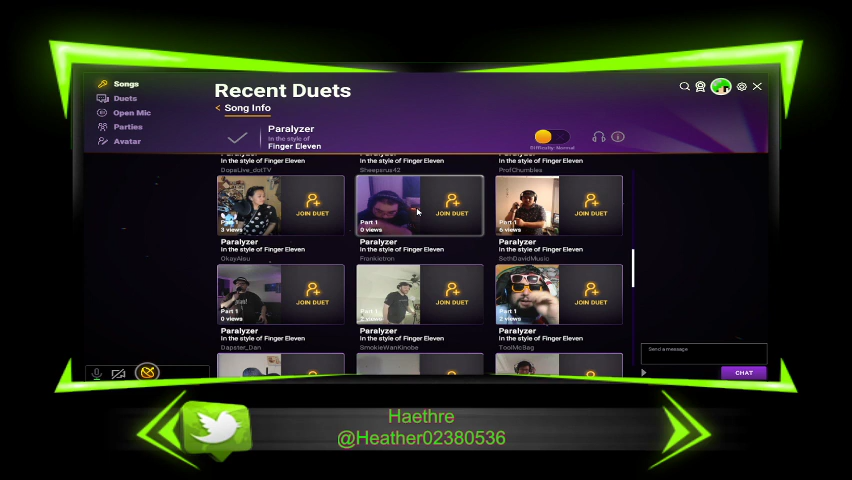 Songs
Duets
Open Mic
Parties
Avatar
Recent Duets
< Song Info
Paralyzer
In the style of
Finger Eleven
Difficulty: Normal
In the style of Finger Eleven
DopaLive_dotTV
In the style of Finger Eleven
Sheeparus42
In the style of Finger Eleven
ProfChumbles
Part 1
3 views
JOIN DUET
Part 1
0 views
JOIN DUET
Part 1
6 views
JOIN DUET
Paralyzer
In the style of Finger Eleven
OkayAieu
Paralyzer
In the style of Finger Eleven
Frankietron
Paralyzer
In the style of Finger Eleven
SethDavidMusic
Part 1
0 views
JOIN DUET
Part 1
2 views
JOIN DUET
Part 1
2 views
JOIN DUET
Paralyzer
In the style of Finger Eleven
Dapster_Dan
Paralyzer
In the style of Finger Eleven
SmokieWanKinobe
Paralyzer
In the style of Finger Eleven
ToolMcBag
Send a message
CHAT
Haethre
@Heather02380536